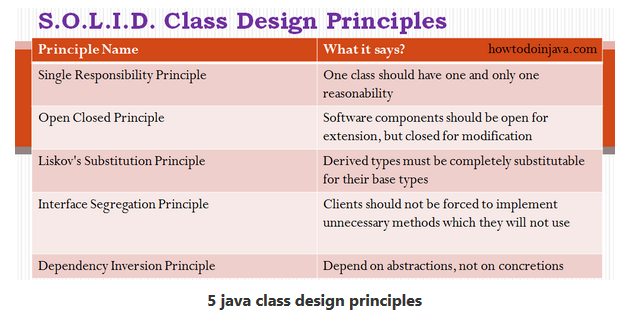 S.O.L.I.D. Class Design Principles
Principle Name What it says? howtodoinjava.com
Single Responsibility Principle One class should have one and only one
reasonability
Open Closed Principle Software components should be open for
extension, but closed for modification
Liskov's Substitution Principle Derived types must be completely substitutable
for their base types
Interface Segregation Principle Clients should not be forced to implement
unnecessary methods which they will not use
Dependency Inversion Principle Depend on abstractions, not on concretions
5 java class design principles